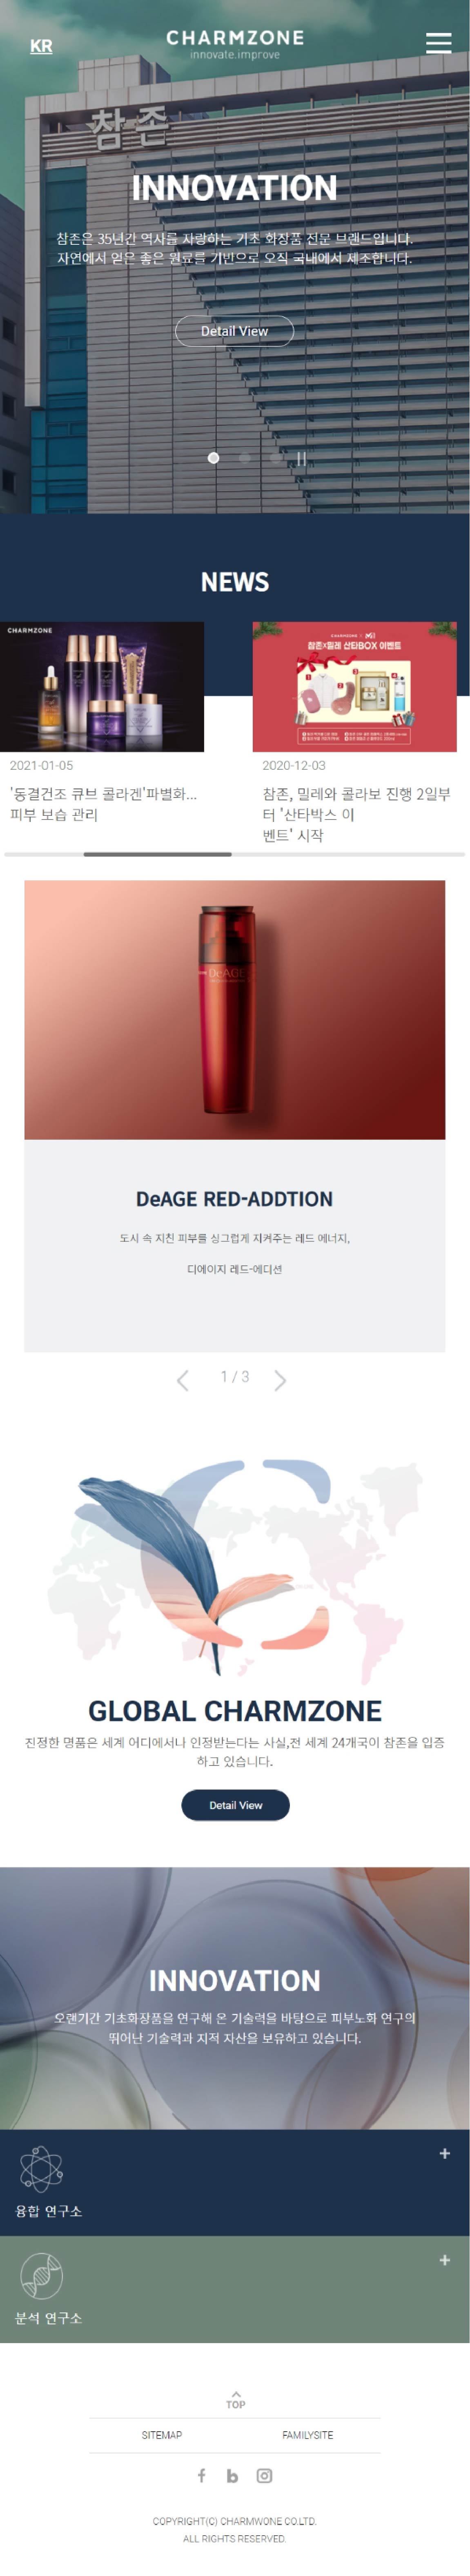 KR
CHARMZONE
innovate.improve
참존
INNOVATION
참존은 35년간 역사를 자랑하는 기초 화장품 전문 브랜드입니다.
자연에서 얻은 좋은 원료를 기반으로 오직 국내에서 제조합니다.
Detail View
NEWS
CHARMZONE
CHARMZONE ×
참존x밀레 산타BOX 이벤트
2021-01-05
'동결건조 큐브 콜라겐'파별화...
피부 보습 관리
2020-12-03
참존, 밀레와 콜라보 진행 2일부
터 '산타박스 이
벤트' 시작
DeAGE
DeAGE RED-ADDTION
도시 속 지친 피부를 싱그럽게 지켜주는 레드 에너지,
디에이지 레드-에디션
1 / 3
GLOBAL CHARMZONE
진정한 명품은 세계 어디에서나 인정받는다는 사실,전 세계 24개국이 참존을 입증
하고 있습니다.
Detail View
INNOVATION
오랜기간 기초화장품을 연구해 온 기술력을 바탕으로 피부노화 연구의
뛰어난 기술력과 지적 자산을 보유하고 있습니다.
+
융합 연구소
+
분석 연구소
TOP
SITEMAP
FAMILYSITE
COPYRIGHT(C) CHARMWONE CO.LTD.
ALL RIGHTS RESERVED.